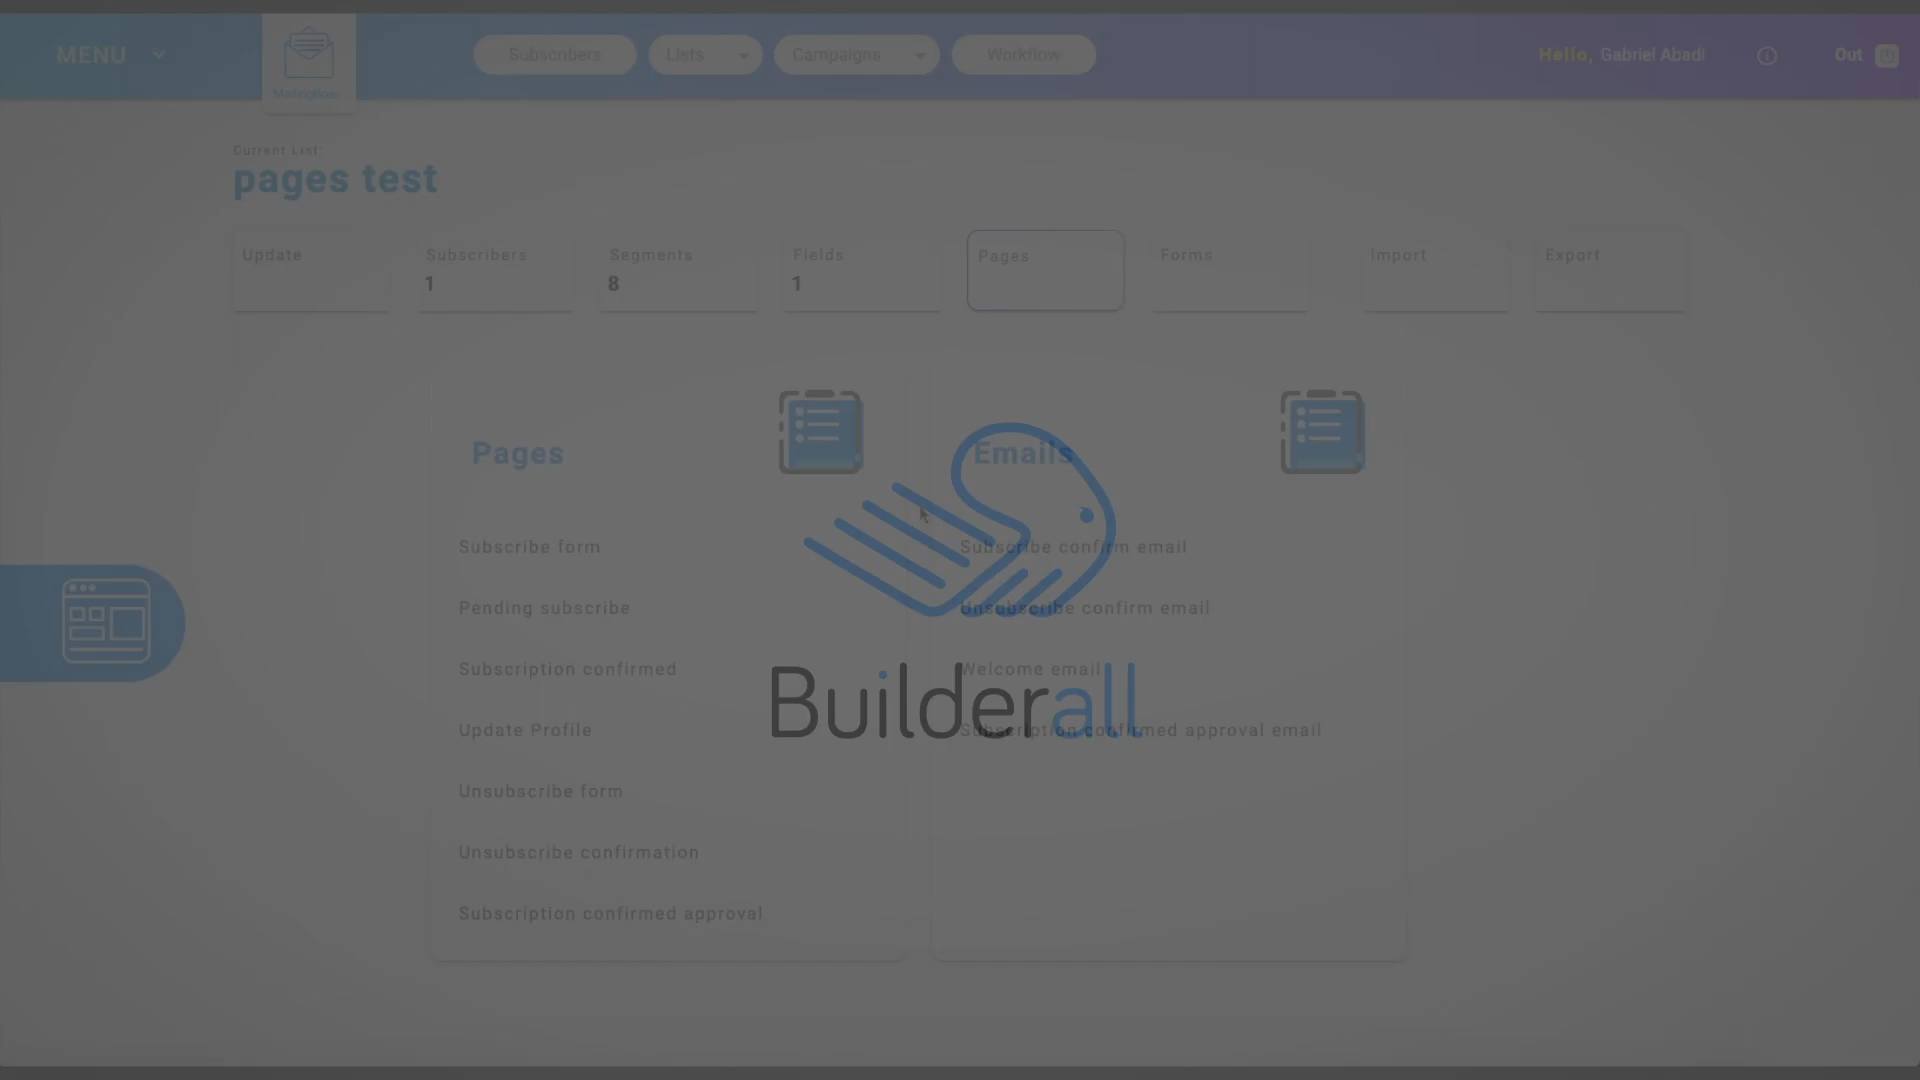 MENU
Subscribers
Lists
Campaigns
Workflow
Hello, Gabriel Abadi
Out
MailingBoss
Current List:
pages test
Update
Subscribers
1
Segments
8
Fields
1
Pages
Forms
Import
Export
Pages
Subscribe form
Pending subscribe
Subscription confirmed
Update Profile
Unsubscribe form
Unsubscribe confirmation
Subscription confirmed approval
Emails
Subscribe confirm email
Unsubscribe confirm email
Welcome email
Subscription confirmed approval email
Builderall